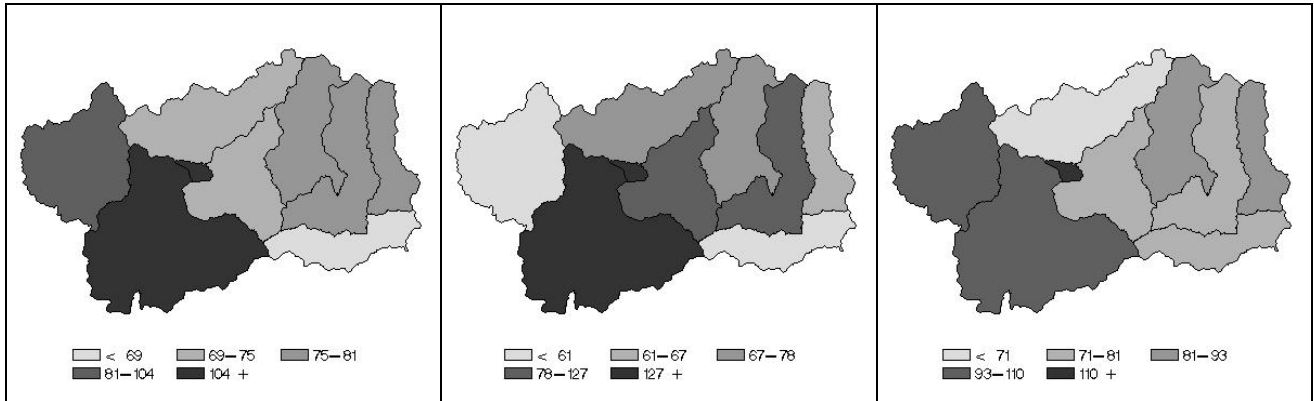 < 69 69-75 75-81
81-104 104 +
< 61 61-67 67-78
78-127 127 +
< 71 71-81 81-93
93-110 110 +